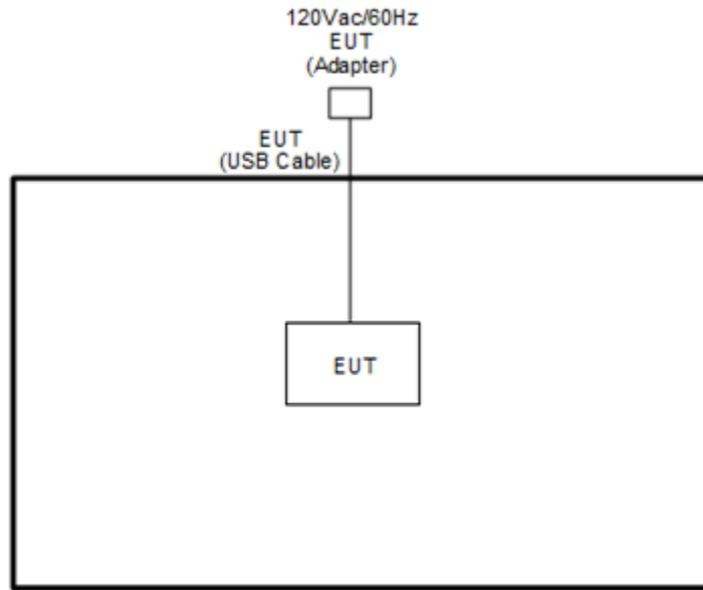 120Vac/60Hz
EUT
(Adapter)
EUT
(USB Cable)
EUT